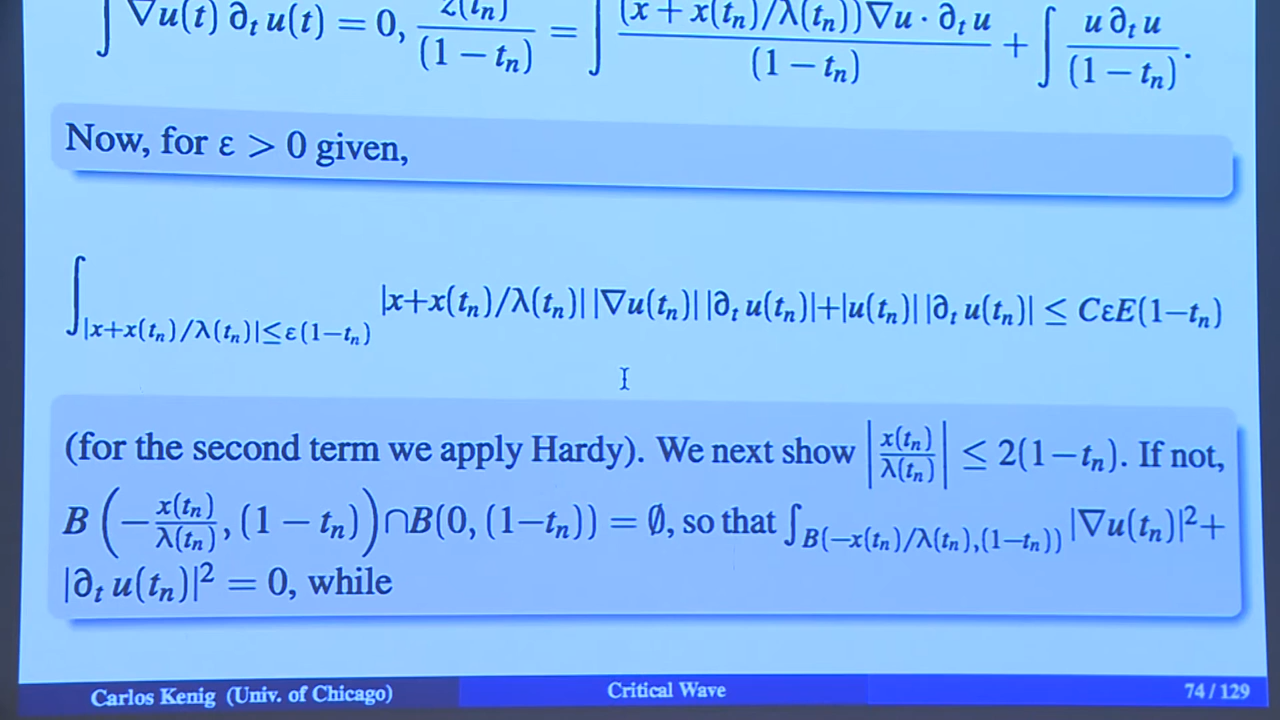 ∫ ∇u(t) ∂ₜ u(t) = 0, z(tₙ)/(1 − tₙ) = ∫ (x + x(tₙ)/λ(tₙ))∇u · ∂ₜ u/(1 − tₙ) + ∫ u ∂ₜ u/(1 − tₙ).
Now, for ε > 0 given,
∫_{|x+x(tₙ)/λ(tₙ)|≤ε(1−tₙ)} |x+x(tₙ)/λ(tₙ)| |∇u(tₙ)| |∂ₜ u(tₙ)|+|u(tₙ)| |∂ₜ u(tₙ)| ≤ CεE(1−tₙ)
(for the second term we apply Hardy). We next show |x(tₙ)/λ(tₙ)| ≤ 2(1−tₙ). If not,
B(−x(tₙ)/λ(tₙ), (1 − tₙ))∩B(0, (1−tₙ)) = ∅, so that ∫_{B(−x(tₙ)/λ(tₙ),(1−tₙ))} |∇u(tₙ)|²+
|∂ₜ u(tₙ)|² = 0, while
Carlos Kenig (Univ. of Chicago) Critical Wave 74 / 129